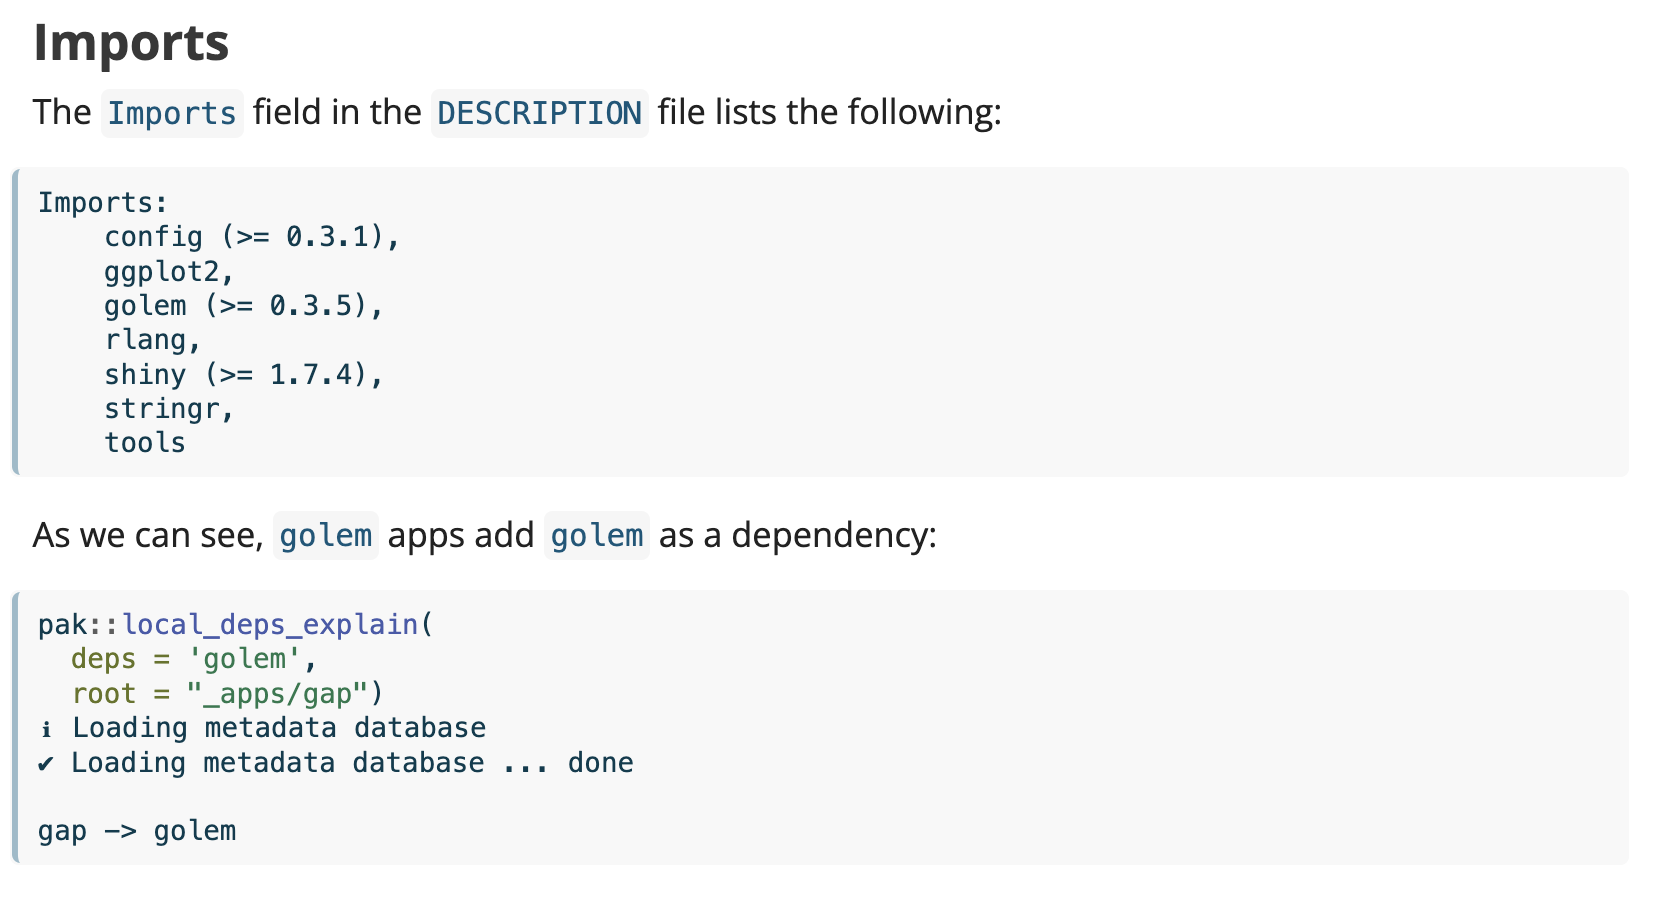 Imports
The Imports field in the DESCRIPTION file lists the following:
Imports:
    config (>= 0.3.1),
    ggplot2,
    golem (>= 0.3.5),
    rlang,
    shiny (>= 1.7.4),
    stringr,
    tools
As we can see, golem apps add golem as a dependency:
pak::local_deps_explain(
  deps = 'golem',
  root = "_apps/gap")
ℹ Loading metadata database
✔ Loading metadata database ... done
gap -> golem